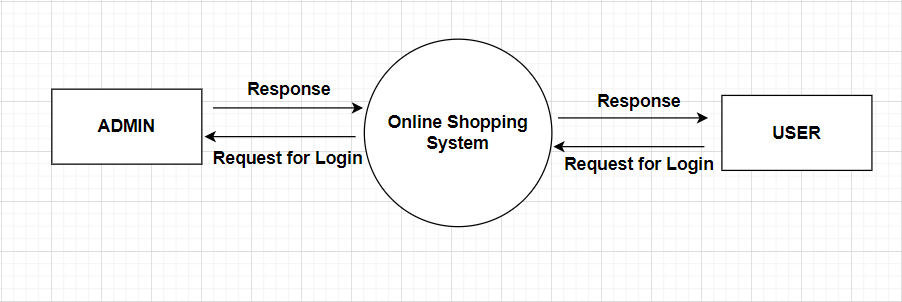 Response
ADMIN
Request for Login
Online Shopping
System
Response
USER
Request for Login